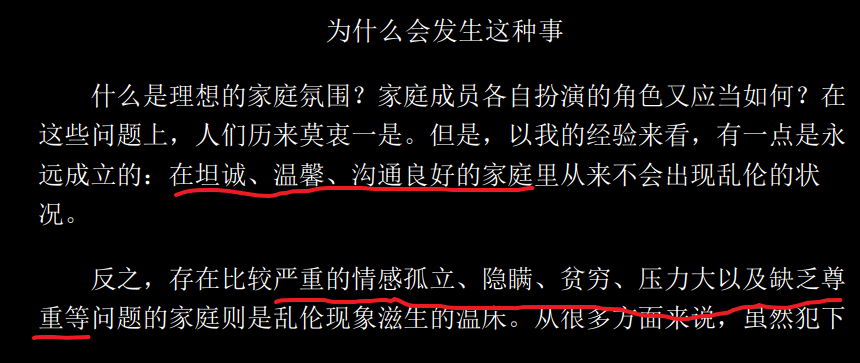 为什么会发生这种事
什么是理想的家庭氛围？家庭成员各自扮演的角色又应当如何？在
这些问题上，人们历来莫衷一是。但是，以我的经验来看，有一点是永
远成立的：在坦诚、温馨、沟通良好的家庭里从来不会出现乱伦的状
况。
反之，存在比较严重的情感孤立、隐瞒、贫穷、压力大以及缺乏尊
重等问题的家庭则是乱伦现象滋生的温床。从很多方面来说，虽然犯下